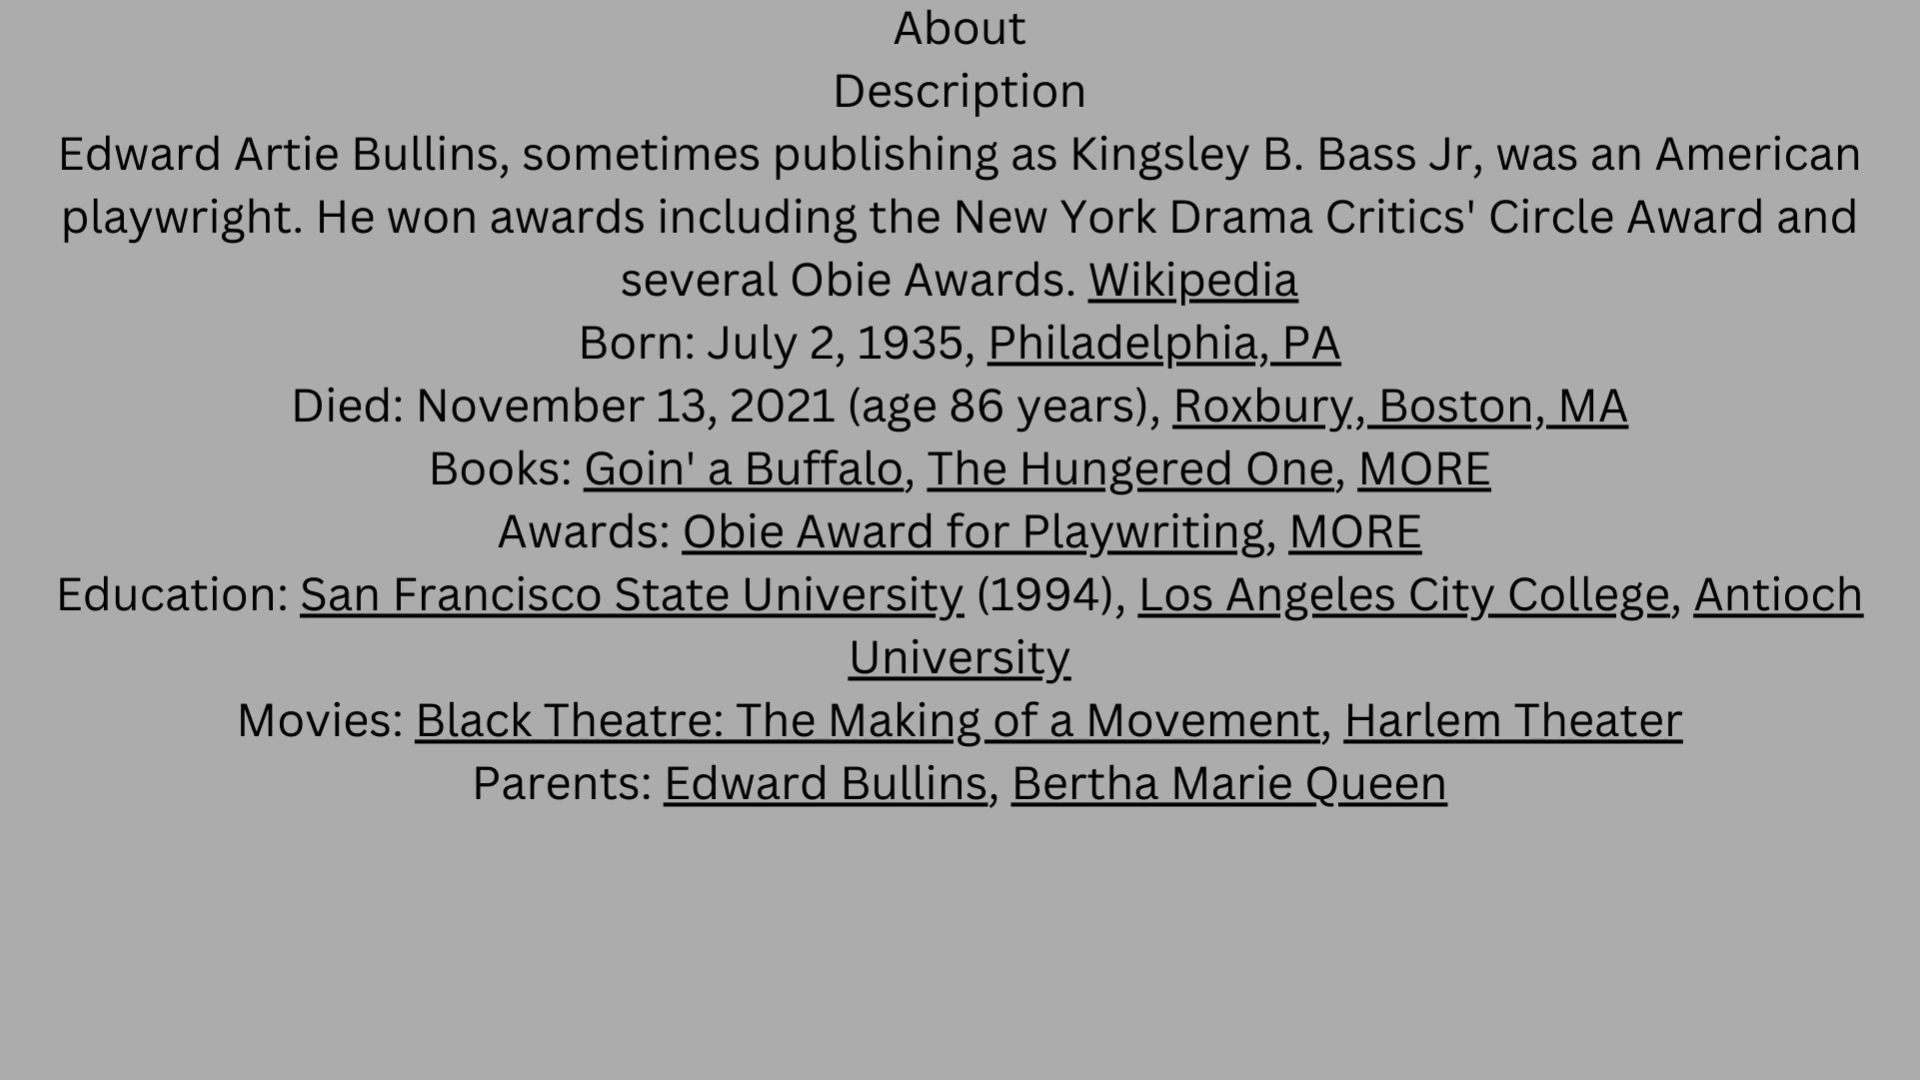 About
Description
Edward Artie Bullins, sometimes publishing as Kingsley B. Bass Jr, was an American
playwright. He won awards including the New York Drama Critics' Circle Award and
several Obie Awards. Wikipedia
Born: July 2, 1935, Philadelphia, PA
Died: November 13, 2021 (age 86 years), Roxbury, Boston, MA
Books: Goin' a Buffalo, The Hungered One, MORE
Awards: Obie Award for Playwriting, MORE
Education: San Francisco State University (1994), Los Angeles City College, Antioch
University
Movies: Black Theatre: The Making of a Movement, Harlem Theater
Parents: Edward Bullins, Bertha Marie Queen